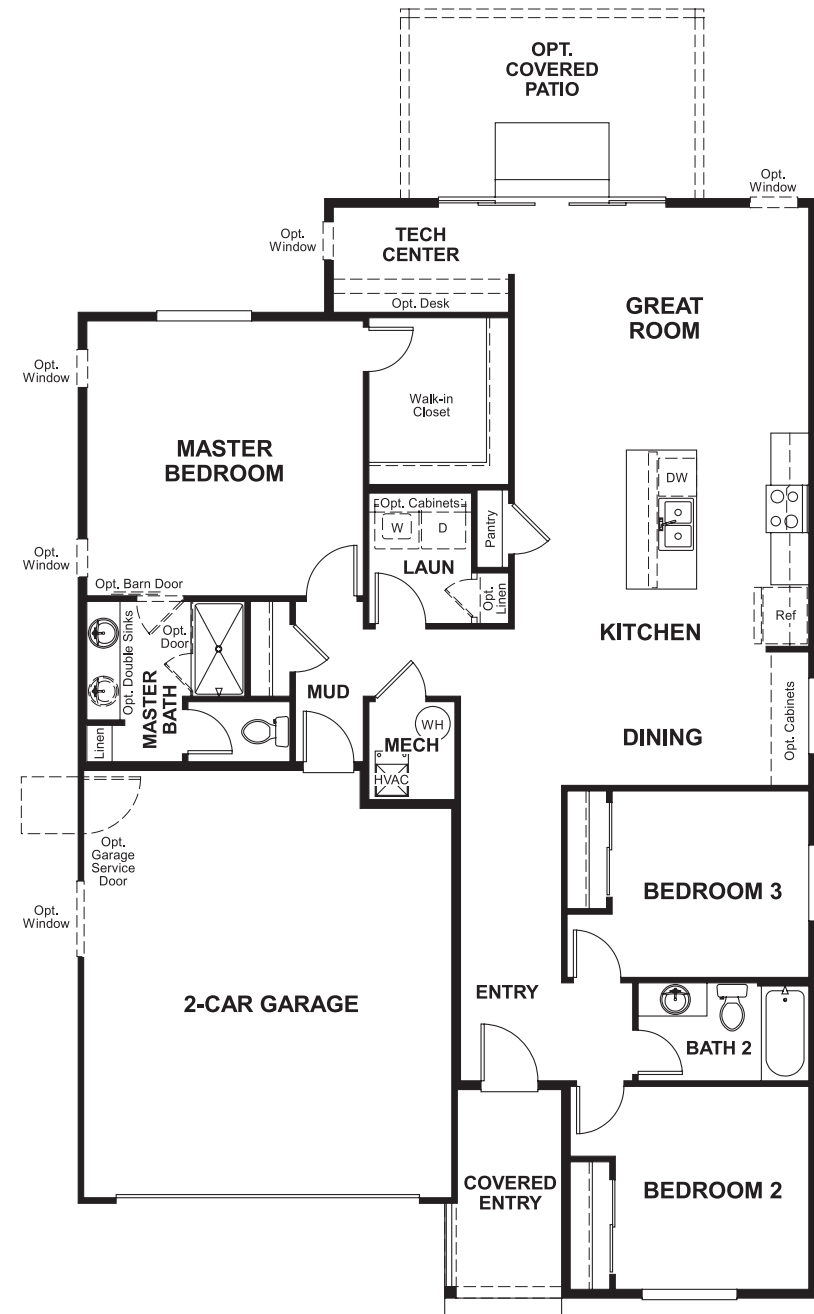 OPT.
COVERED
PATIO
Opt.
Window
Opt.
Window
TECH
CENTER
Opt. Desk
GREAT
ROOM
Opt.
Window
Walk-in
Closet
MASTER
BEDROOM
DW
Opt. Cabinets
W
D
Pantry
LAUN
Opt.
Linen
Opt.
Window
Opt. Barn Door
Opt. Double Sinks
Opt.
Door
MASTER
BATH
Linen
MUD
KITCHEN
Ref
WH
MECH
HVAC
DINING
Opt. Cabinets
Opt.
Garage
Service
Door
Opt.
Window
BEDROOM 3
2-CAR GARAGE
ENTRY
BATH 2
COVERED
ENTRY
BEDROOM 2